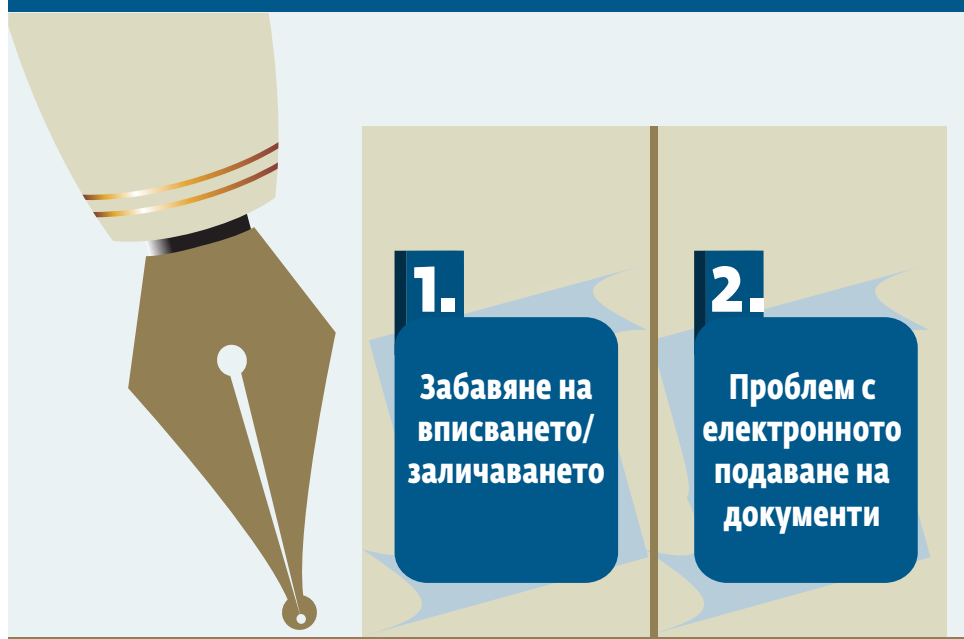 1.
Забавяне на
вписването/
заличаването
2.
Проблем с
електронното
подаване на
документи